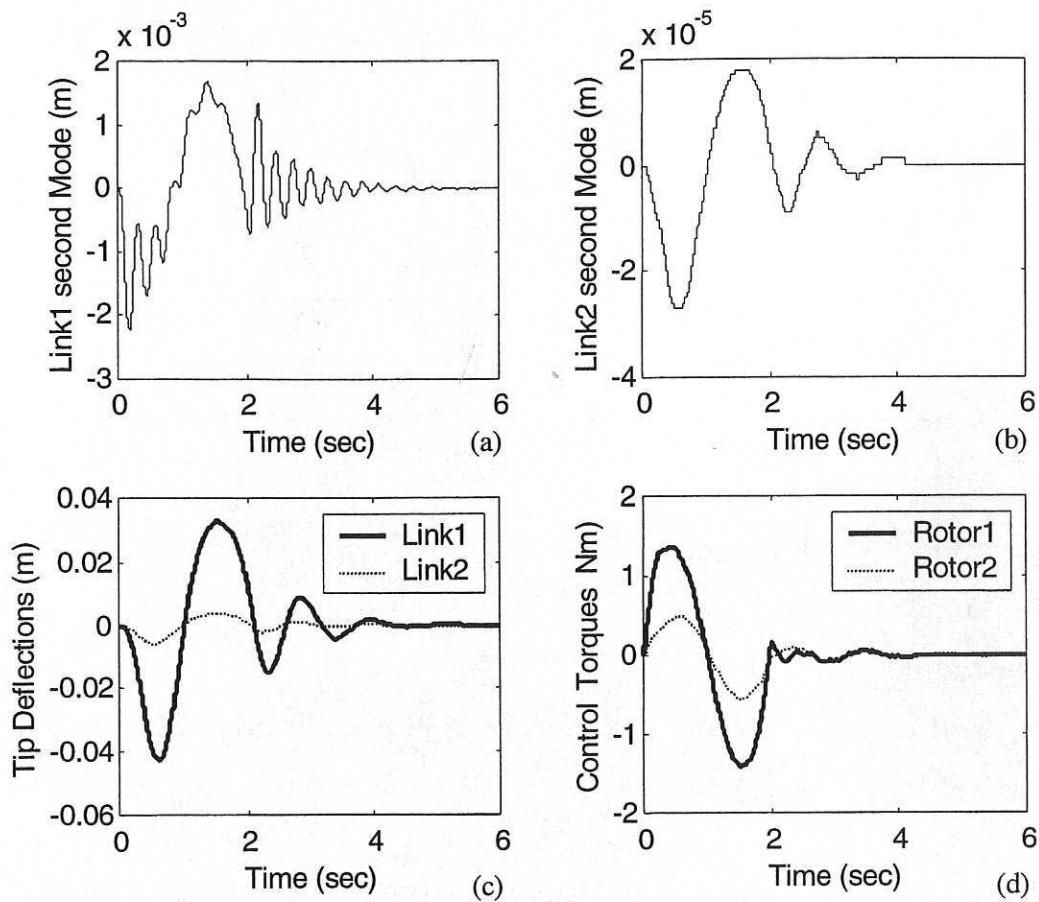 x 10⁻³
2
1
0
-1
-2
-3
Link1 second Mode (m)
0
2
4
6
Time (sec)
(a)
x 10⁻⁵
2
0
-2
-4
Link2 second Mode (m)
0
2
4
6
Time (sec)
(b)
0.04
0.02
0
-0.02
-0.04
-0.06
Tip Deflections (m)
Link1
Link2
0
2
4
6
Time (sec)
(c)
2
1
0
-1
-2
Control Torques Nm)
Rotor1
Rotor2
0
2
4
6
Time (sec)
(d)